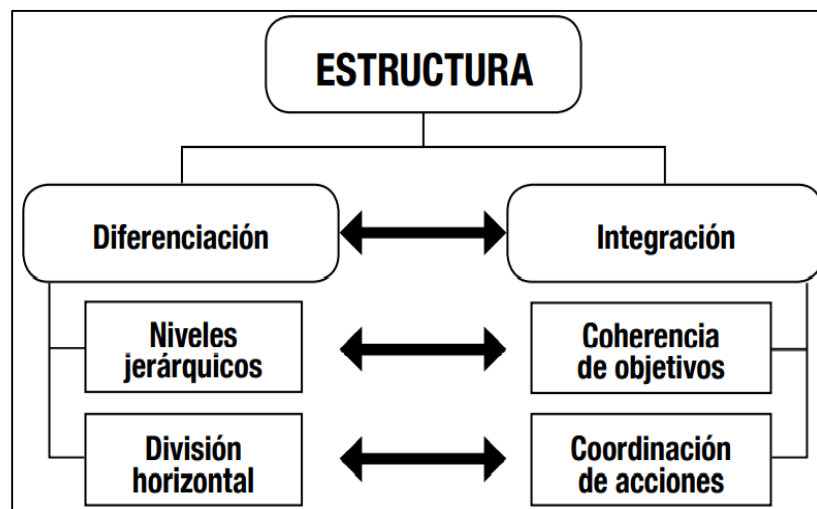 ESTRUCTURA
Diferenciación
Integración
Niveles
jerárquicos
Coherencia
de objetivos
División
horizontal
Coordinación
de acciones